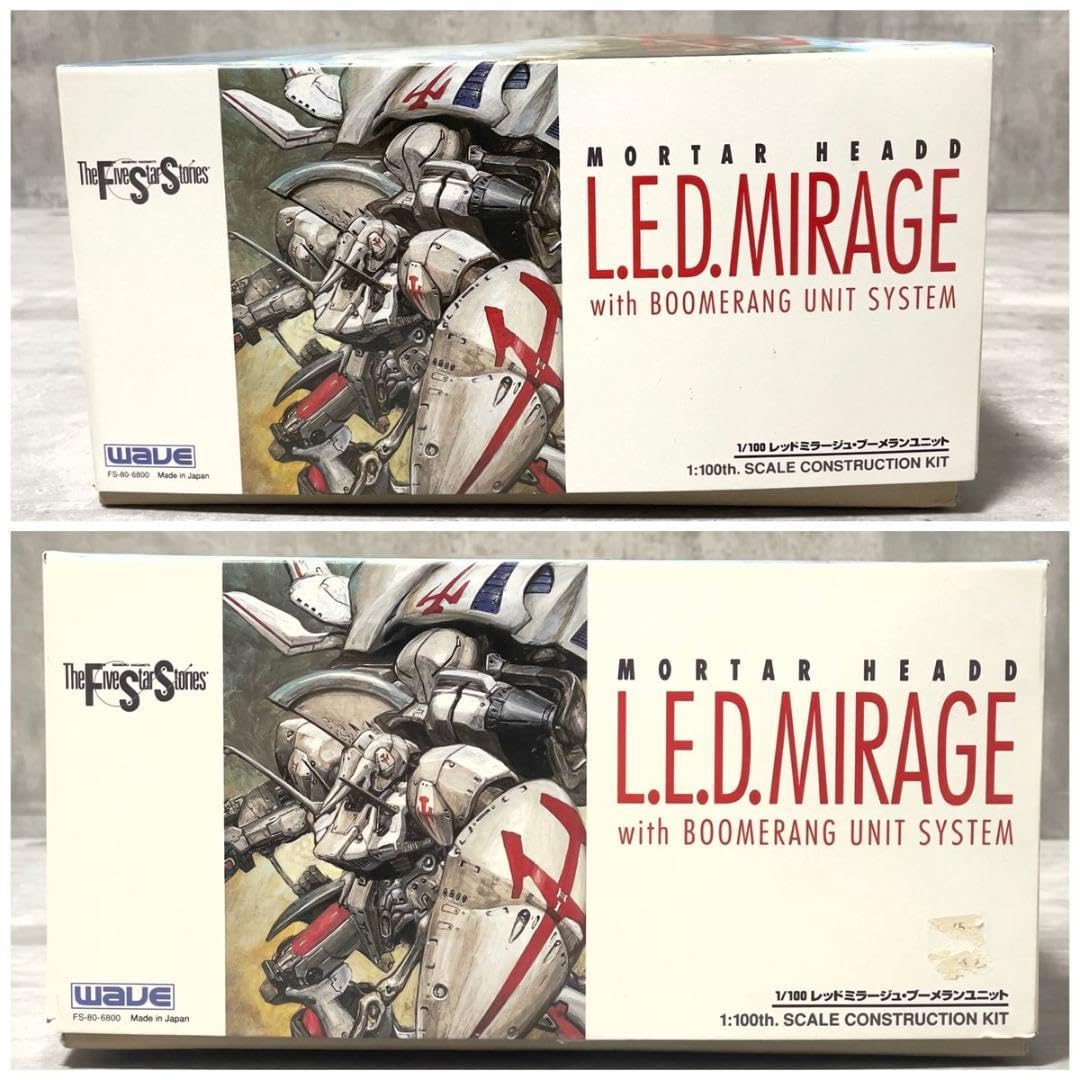 The Five Star Stories
MORTAR HEADD
L.E.D. MIRAGE
with BOOMERANG UNIT SYSTEM
wave
FS-80-6800 Made in Japan
1/100 レッドミラージュ・ブーメランユニット
1:100th. SCALE CONSTRUCTION KIT
The Five Star Stories
MORTAR HEADD
L.E.D. MIRAGE
with BOOMERANG UNIT SYSTEM
wave
FS-80-6800 Made in Japan
1/100 レッドミラージュ・ブーメランユニット
1:100th. SCALE CONSTRUCTION KIT